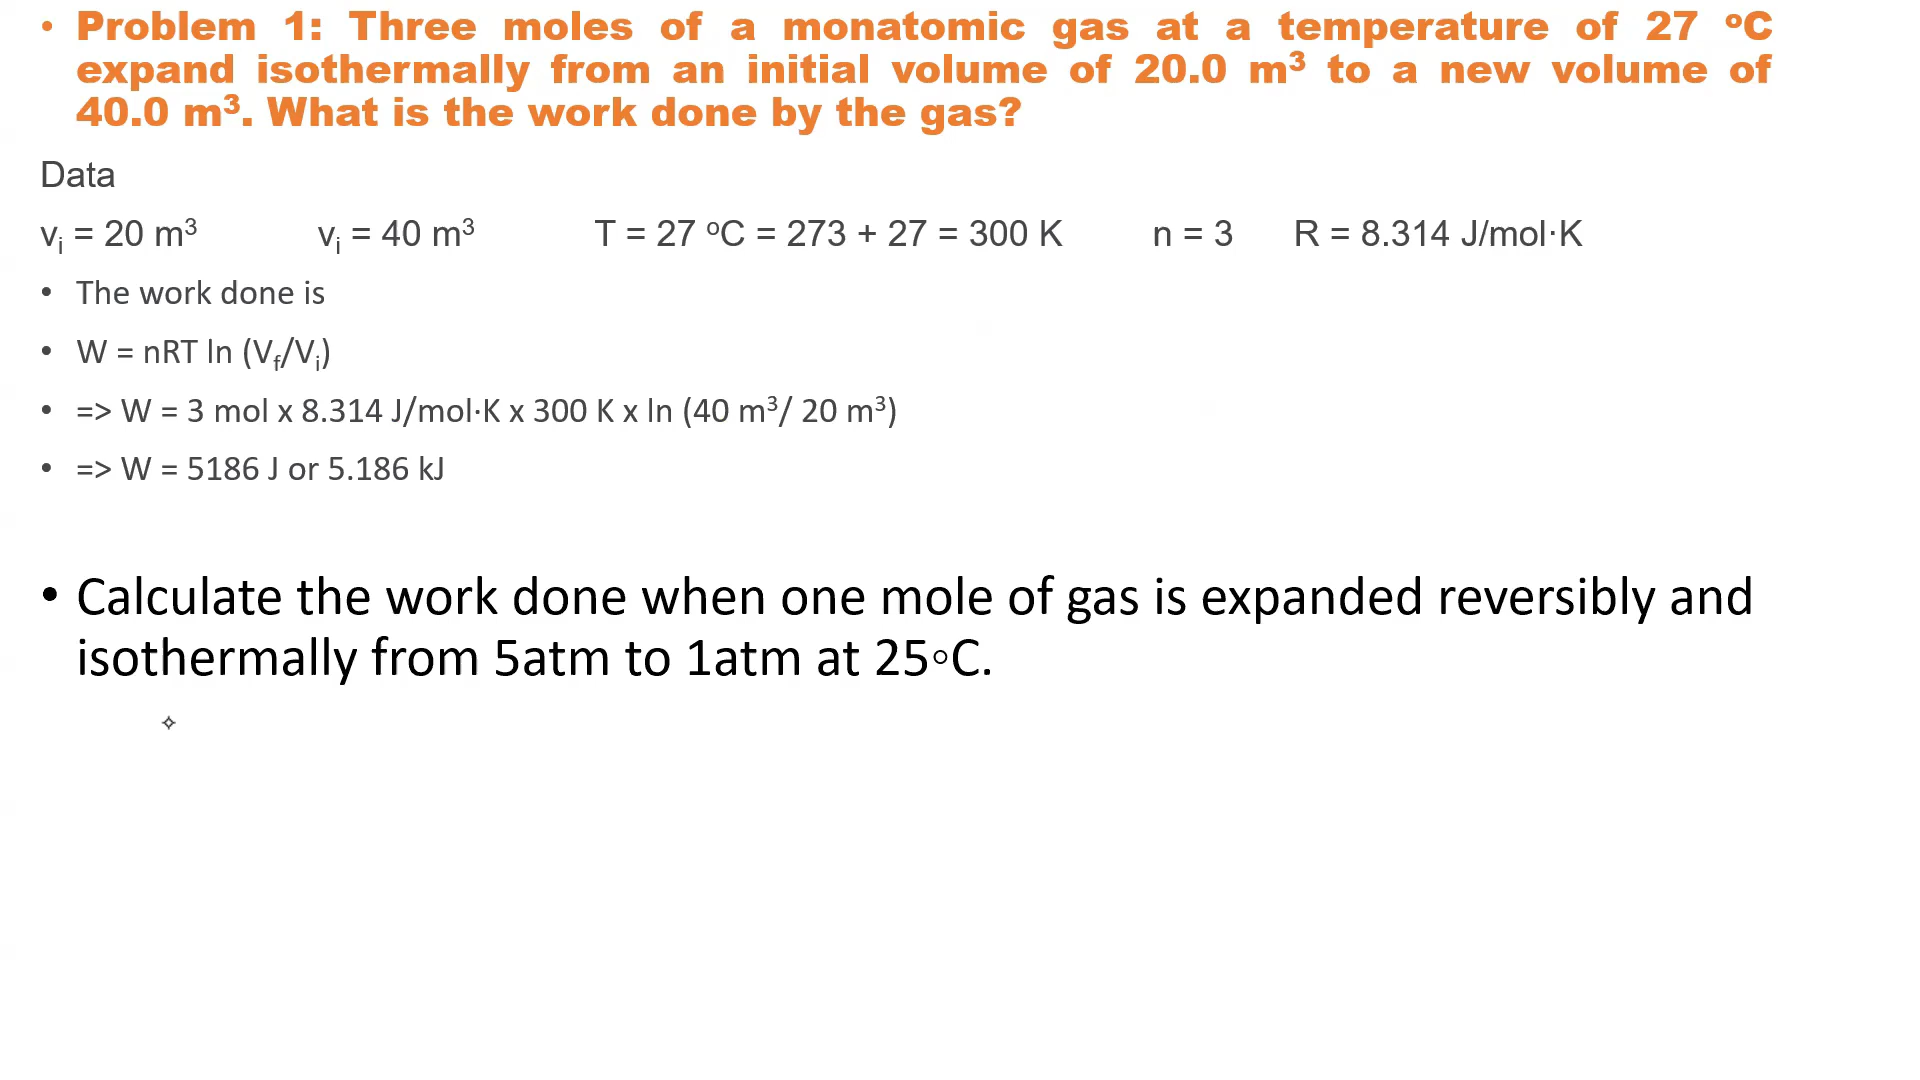 • Problem 1: Three moles of a monatomic gas at a temperature of 27 ᵒC
expand isothermally from an initial volume of 20.0 m³ to a new volume of
40.0 m³. What is the work done by the gas?
Data
vᵢ = 20 m³ vᵢ = 40 m³ T = 27 ᵒC = 273 + 27 = 300 K n = 3 R = 8.314 J/mol·K
• The work done is
• W = nRT ln (V_f/Vᵢ)
• => W = 3 mol x 8.314 J/mol·K x 300 K x ln (40 m³/ 20 m³)
• => W = 5186 J or 5.186 kJ
• Calculate the work done when one mole of gas is expanded reversibly and
isothermally from 5atm to 1atm at 25◦C.